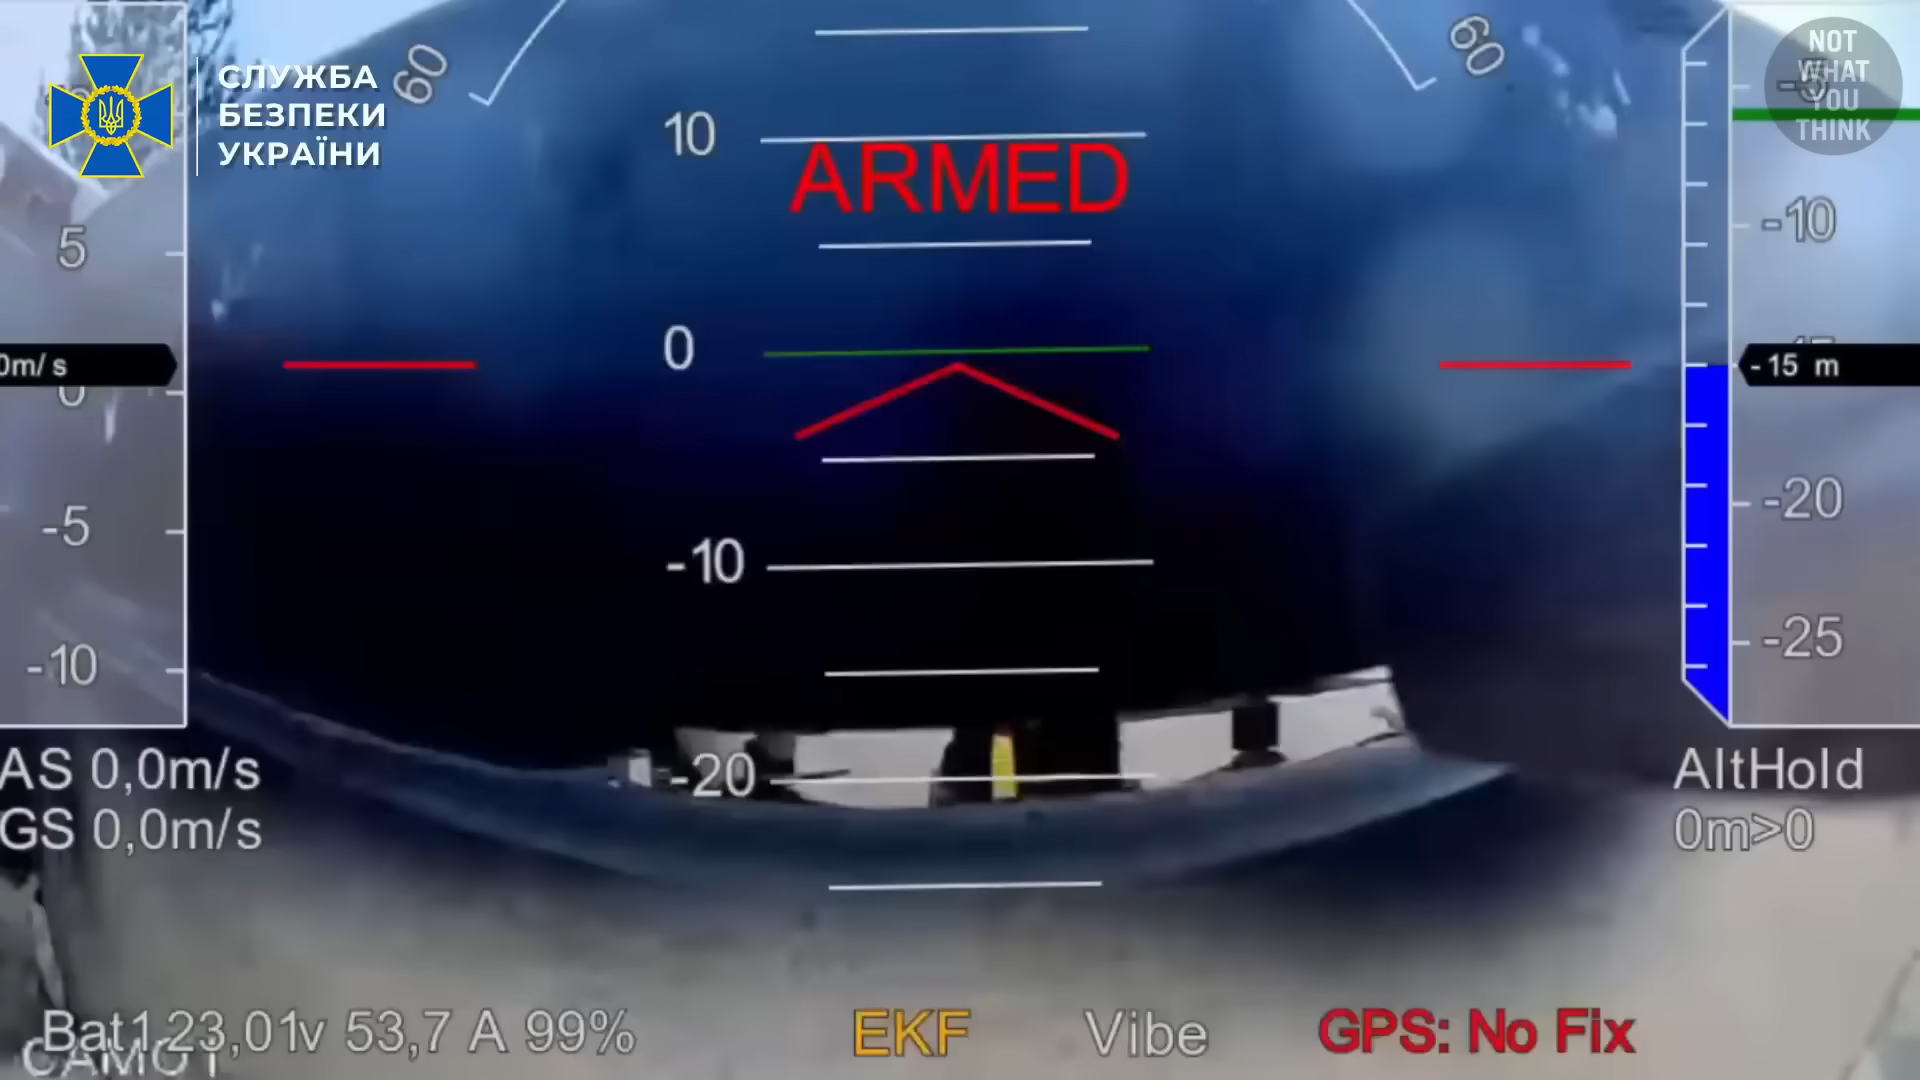 СЛУЖБА
БЕЗПЕКИ
УКРАЇНИ
NOT
WHAT
YOU
THINK
60
60
10
ARMED
5
-10
0
0m/s
0
-15 m
-5
-10
-20
-10
-25
-20
AS 0,0m/s
GS 0,0m/s
AltHold
0m>0
Bat1 23,01v 53,7 A 99%
EKF
Vibe
GPS: No Fix